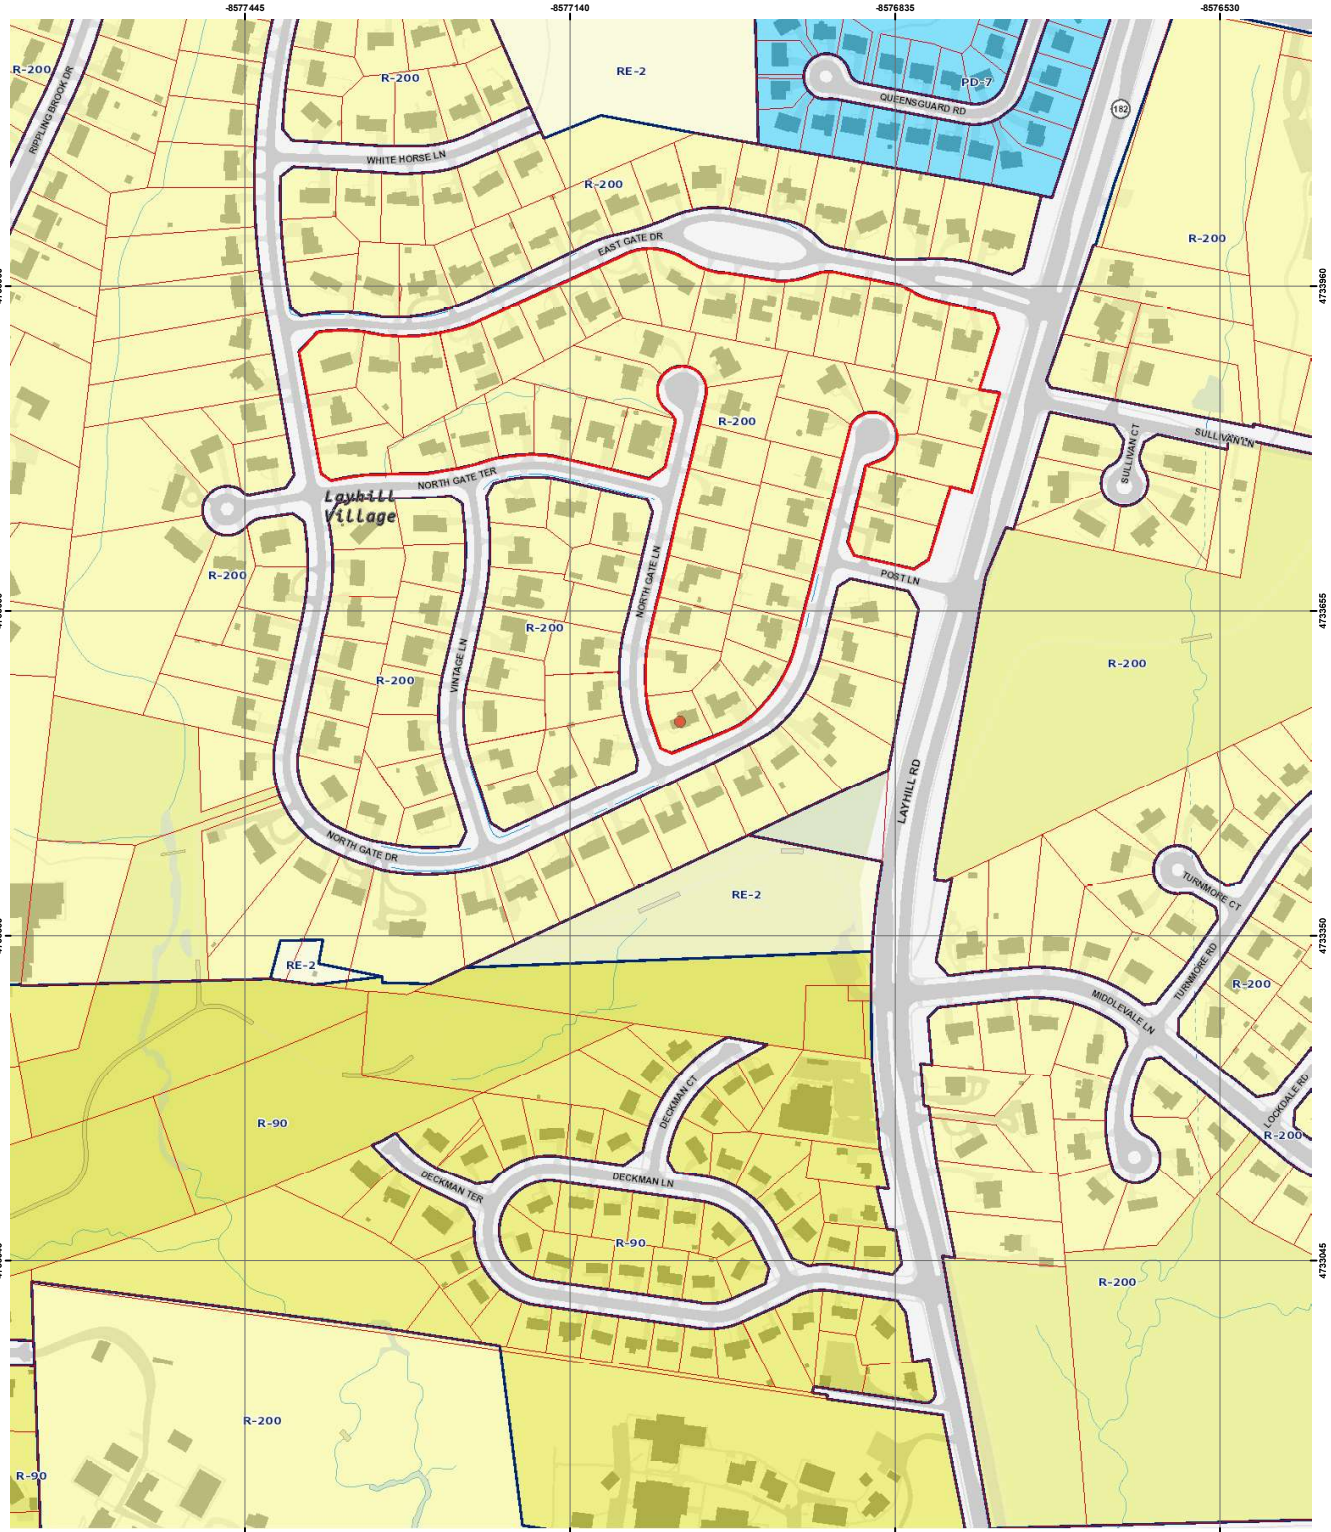 -8577445
-8577140
-8576835
-8576530
R-200
R-200
RE-2
PD-7
QUEENSGUARD RD
182
RIPPLING BROOK DR
WHITE HORSE LN
R-200
EAST GATE DR
R-200
4733960
R-200
SULLIVAN LN
SULLIVAN CT
NORTH GATE TER
Layhill
Village
R-200
NORTH GATE LN
POST LN
4733655
R-200
R-200
VINTAGE LN
R-200
LAYHILL RD
NORTH GATE DR
TURNMORE CT
RE-2
4733350
RE-2
TURNMORE RD
R-200
MIDDLEVALE LN
LOCKDALE RD
DECKMAN CT
R-90
R-200
DECKMAN TER
DECKMAN LN
R-90
4733045
R-200
R-200
R-90